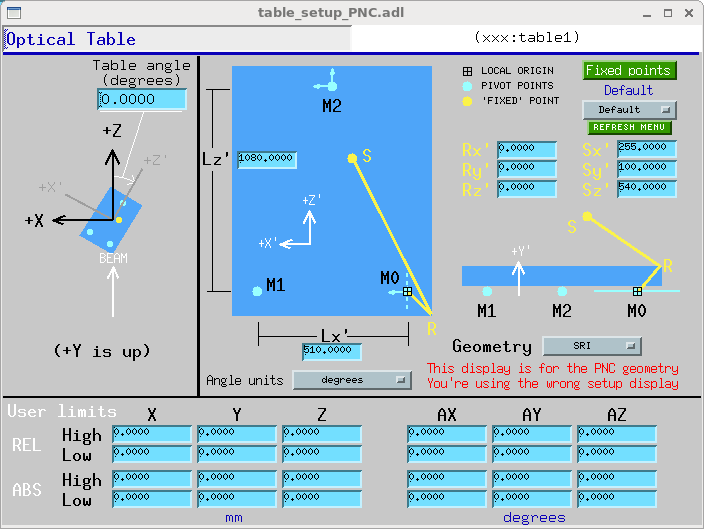 table_setup_PNC.adl
Optical Table
(xxx:table1)
Table angle
(degrees)
0.0000
+Z
+Z'
+X'
+X
BEAM
(+Y is up)
M2
Lz'
1080.0000
S
+Z'
+X'
M1
M0
R
Lx'
510.0000
Angle units
degrees
LOCAL ORIGIN
PIVOT POINTS
'FIXED' POINT
Fixed points
Default
Default
REFRESH MENU
Rx' 0.0000
Ry' 0.0000
Rz' 0.0000
Sx' 255.0000
Sy' 100.0000
Sz' 540.0000
S
+Y'
R
M1 M2 M0
Geometry
SRI
This display is for the PNC geometry
You're using the wrong setup display
User limits
X Y Z AX AY AZ
REL
High 0.0000 0.0000 0.0000 0.0000 0.0000 0.0000
Low 0.0000 0.0000 0.0000 0.0000 0.0000 0.0000
ABS
High 0.0000 0.0000 0.0000 0.0000 0.0000 0.0000
Low 0.0000 0.0000 0.0000 0.0000 0.0000 0.0000
mm
degrees